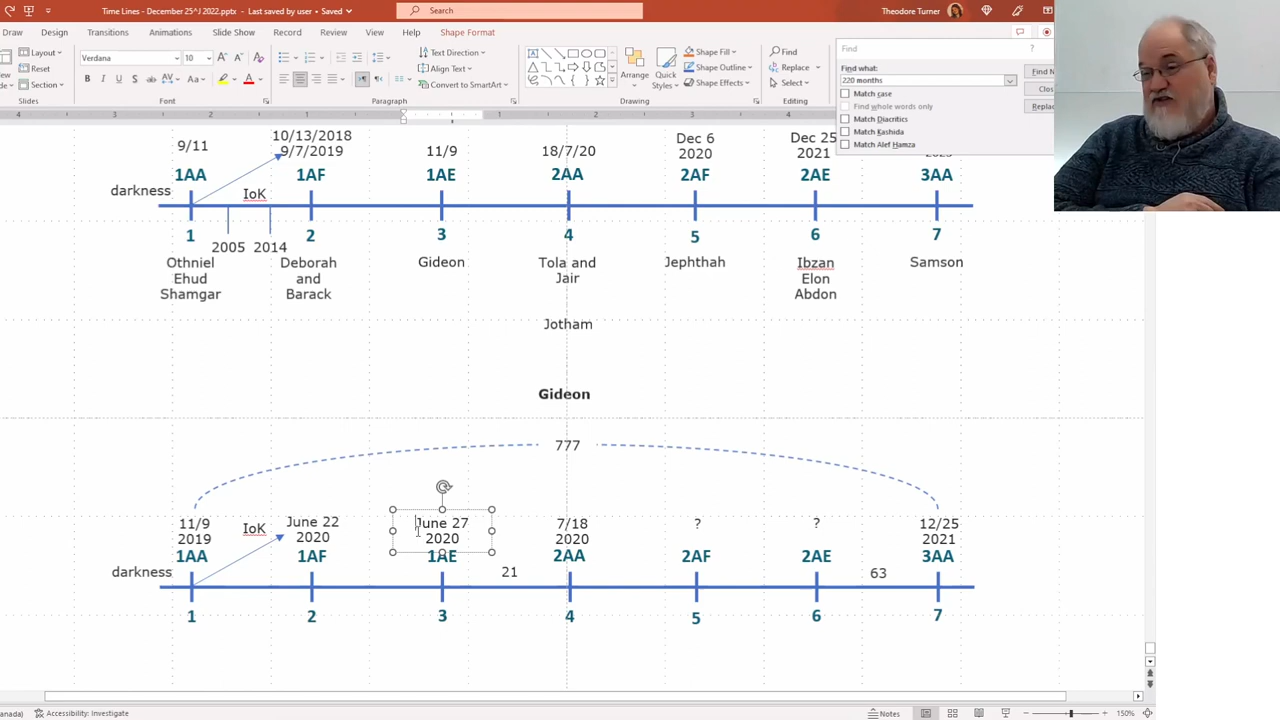 Time Lines - December 25^J 2022.pptx • Last saved by user • Saved
Search
Theodore Turner
Draw Design Transitions Animations Slide Show Record Review View Help Shape Format
Layout
Reset
Section
Slides
Verdana 10
Font
Text Direction
Align Text
Convert to SmartArt
Paragraph
Arrange
Quick
Styles
Shape Fill
Shape Outline
Shape Effects
Drawing
Find
Replace
Select
Editing
Find
?
Find what:
220 months
Match case
Find whole words only
Match Diacritics
Match Kashida
Match Alef Hamza
Find N
Clos
Replac
9/11
10/13/2018
9/7/2019
11/9
18/7/20
Dec 6
2020
Dec 25
2021
1AA 1AF 1AE 2AA 2AF 2AE 3AA
darkness
IoK
1 2 3 4 5 6 7
2005 2014
Othniel
Ehud
Shamgar
Deborah
and
Barack
Gideon
Tola and
Jair
Jephthah
Ibzan
Elon
Abdon
Samson
Jotham
Gideon
777
11/9
2019
IoK
June 22
2020
June 27
2020
7/18
2020
?
?
12/25
2021
1AA 1AF 1AE 2AA 2AF 2AE 3AA
darkness
21
63
1 2 3 4 5 6 7
anada)
Accessibility: Investigate
Notes
150%